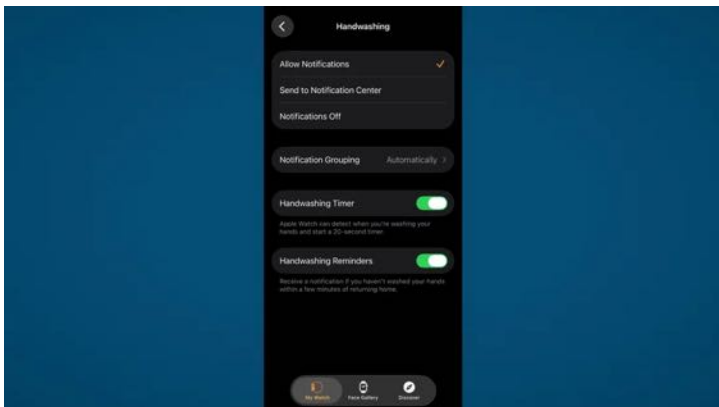 Handwashing
Allow Notifications
Send to Notification Center
Notifications Off
Notification Grouping Automatically
Handwashing Timer
Apple Watch can detect when you're washing your
hands and start a 20-second timer.
Handwashing Reminders
Receive a notification if you haven't washed your hands
within a few minutes of returning home.
My Watch Face Gallery Discover